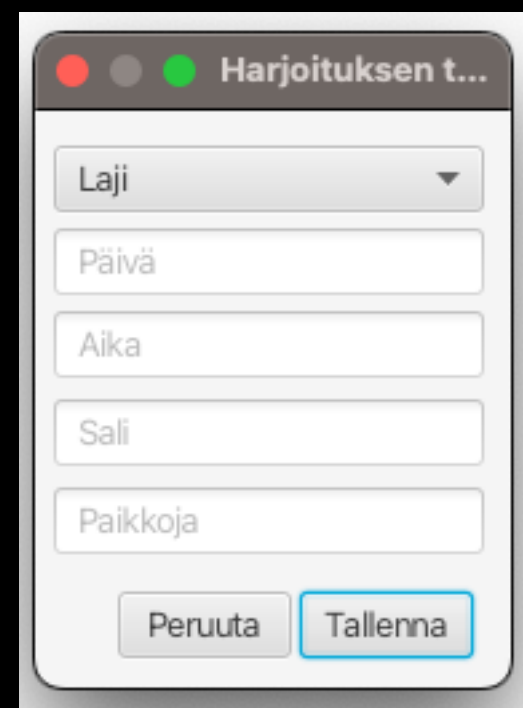 Harjoituksen t...
Laji
Päivä
Aika
Sali
Paikkoja
Peruuta Tallenna